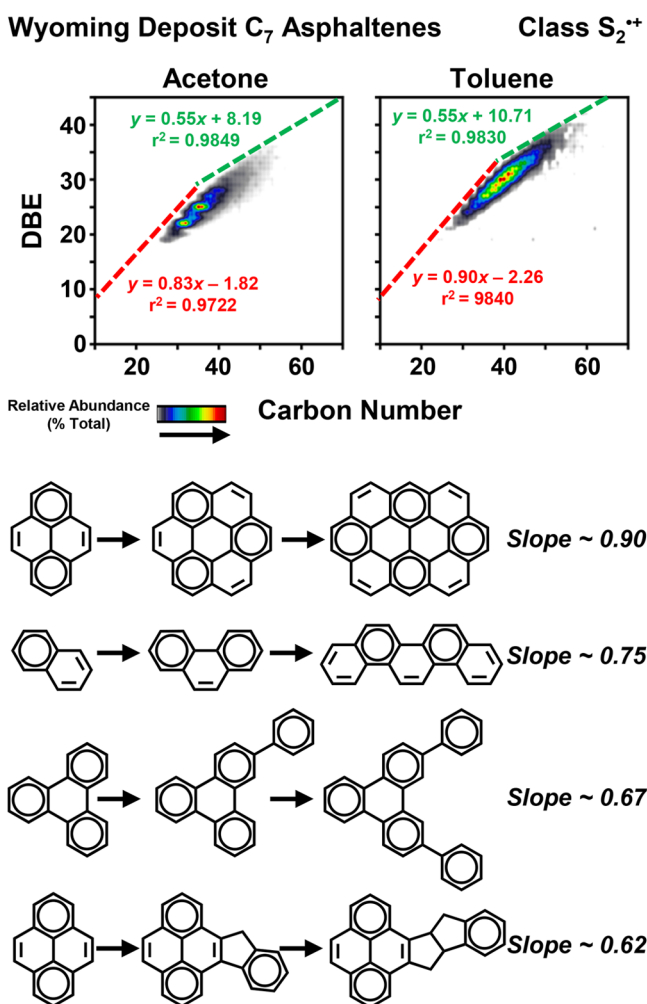 Wyoming Deposit C₇ Asphaltenes Class S₂•⁺
Acetone Toluene
y = 0.55x + 8.19
r² = 0.9849
y = 0.55x + 10.71
r² = 0.9830
40
30
20
10
0
DBE
y = 0.83x – 1.82
r² = 0.9722
y = 0.90x – 2.26
r² = 9840
20 40 60 20 40 60
Relative Abundance
(% Total)
Carbon Number
Slope ~ 0.90
Slope ~ 0.75
Slope ~ 0.67
Slope ~ 0.62